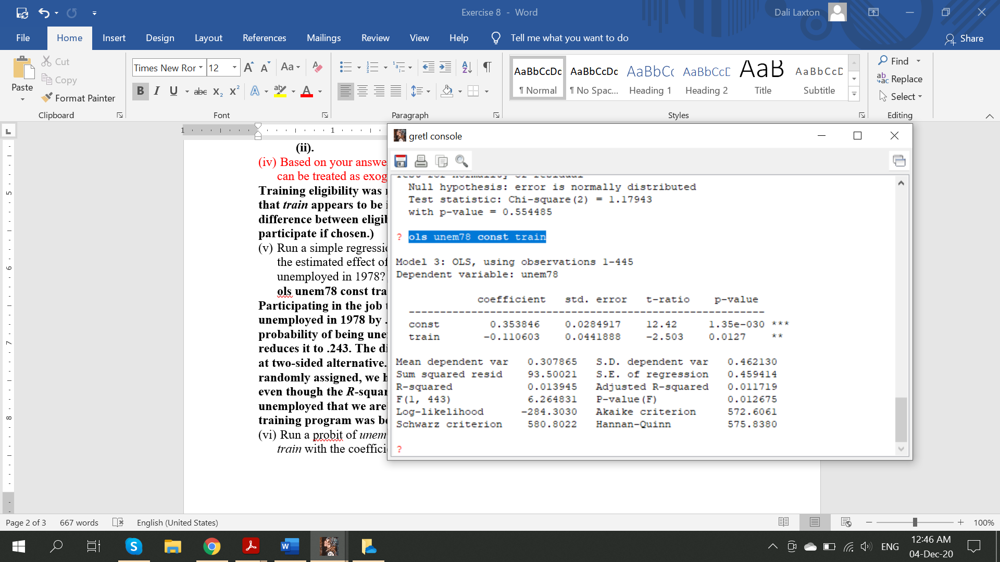 Exercise 8 - Word
Dali Laxton
File Home Insert Design Layout References Mailings Review View Help Tell me what you want to do Share
Paste
Cut
Copy
Format Painter
Clipboard
Times New Ror 12
Font
Paragraph
AaBbCcDc AaBbCcDc AaBbC AaBbCcE AaB AaBbCcD
¶ Normal ¶ No Spac... Heading 1 Heading 2 Title Subtitle
Styles
Find
Replace
Select
Editing
(ii).
(iv) Based on your answe
can be treated as exog
Training eligibility was
that train appears to be
difference between eligib
participate if chosen.)
(v) Run a simple regressi
the estimated effect of
unemployed in 1978?
ols unem78 const tra
Participating in the job
unemployed in 1978 by .
probability of being une
reduces it to .243. The di
at two-sided alternative.
randomly assigned, we h
even though the R-squar
unemployed that we are
training program was be
(vi) Run a probit of unem
train with the coeffici
gretl console
Null hypothesis: error is normally distributed
Test statistic: Chi-square(2) = 1.17943
with p-value = 0.554485
? ols unem78 const train
Model 3: OLS, using observations 1-445
Dependent variable: unem78
coefficient std. error t-ratio p-value
---------------------------------------------------------
const 0.353846 0.0284917 12.42 1.35e-030 ***
train -0.110603 0.0441888 -2.503 0.0127 **
Mean dependent var 0.307865 S.D. dependent var 0.462130
Sum squared resid 93.50021 S.E. of regression 0.459414
R-squared 0.013945 Adjusted R-squared 0.011719
F(1, 443) 6.264831 P-value(F) 0.012675
Log-likelihood -284.3030 Akaike criterion 572.6061
Schwarz criterion 580.8022 Hannan-Quinn 575.8380
?
Page 2 of 3 667 words English (United States) 100%
ENG
12:46 AM
04-Dec-20